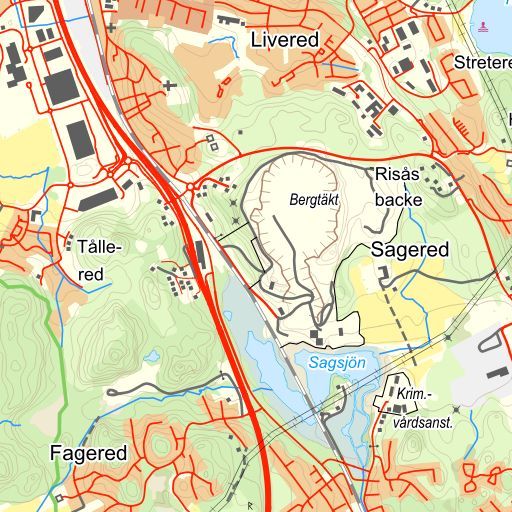 Livered
Stretere
H
Bergtäkt
Risås
backe
Tålle-
red
Sagered
Sagsjön
Krim.-
vårdsanst.
Fagered
R